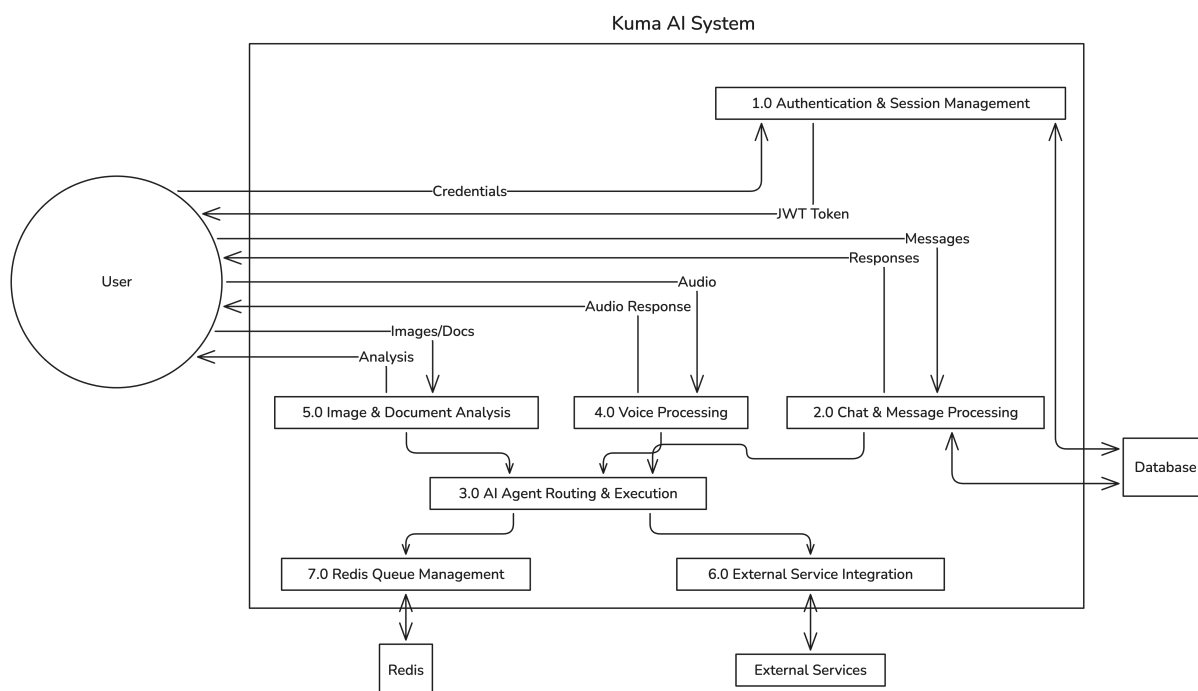 Kuma AI System
1.0 Authentication & Session Management
Credentials
JWT Token
Messages
Responses
User
Audio
Audio Response
Images/Docs
Analysis
5.0 Image & Document Analysis
4.0 Voice Processing
2.0 Chat & Message Processing
Database
3.0 AI Agent Routing & Execution
7.0 Redis Queue Management
6.0 External Service Integration
Redis
External Services